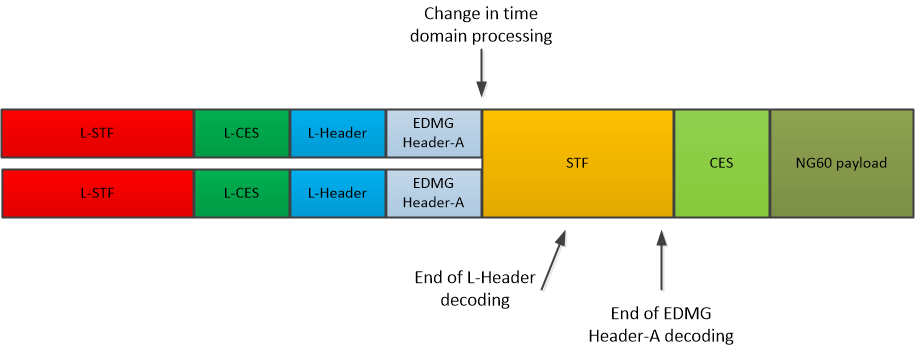 Change in time
domain processing
L-STF
L-CES
L-Header
EDMG
Header-A
STF
CES
NG60 payload
L-STF
L-CES
L-Header
EDMG
Header-A
End of L-Header
decoding
End of EDMG
Header-A decoding